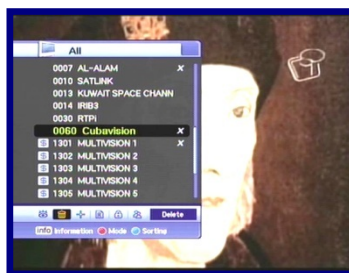 All
0007 AL-ALAM x
0010 SATLINK
0013 KUWAIT SPACE CHANN
0014 IRIB3
0030 RTPi
0060 Cubavision x
$ 1301 MULTIVISION 1 x
$ 1302 MULTIVISION 2
$ 1303 MULTIVISION 3
$ 1304 MULTIVISION 4
$ 1305 MULTIVISION 5
Delete
Info Information Mode Sorting